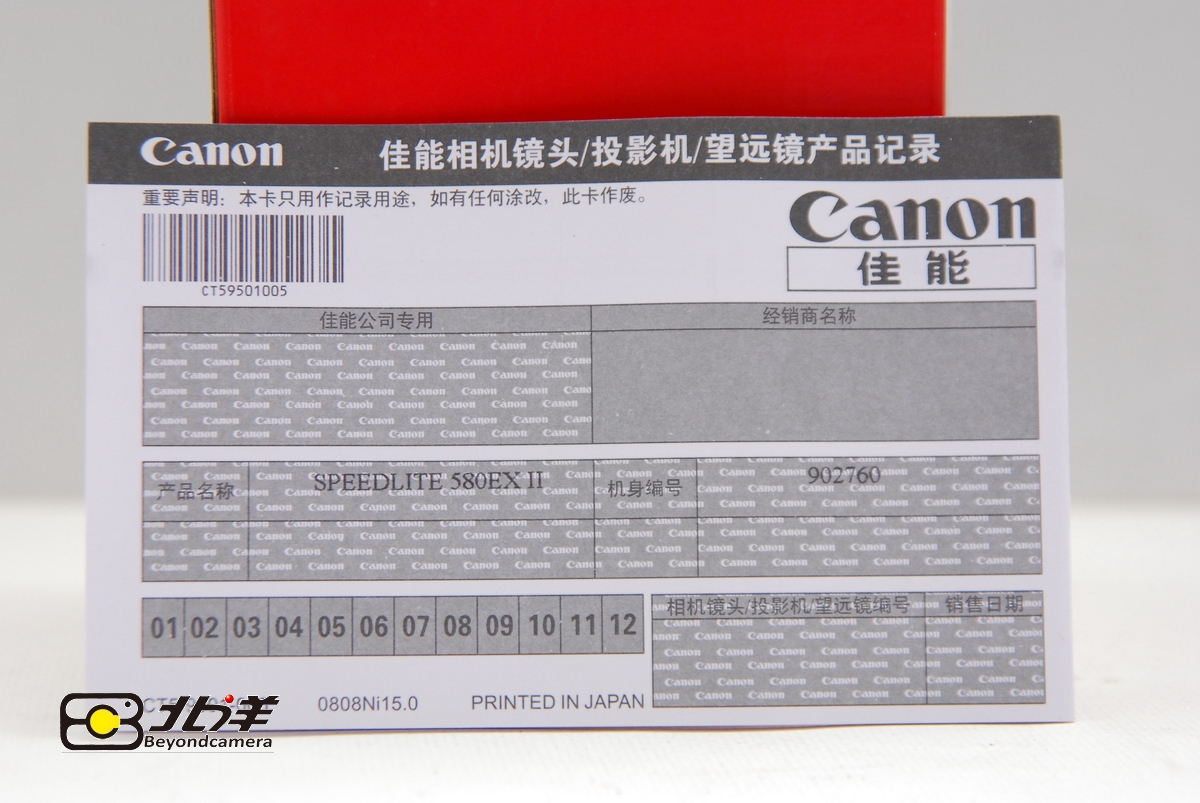 Canon 佳能相机镜头/投影机/望远镜产品记录
重要声明：本卡只用作记录用途，如有任何涂改，此卡作废。
Canon
佳能
CT59501005
佳能公司专用 经销商名称
产品名称 SPEEDLITE 580EX II 机身编号 902760
相机镜头/投影机/望远镜编号 销售日期
01 02 03 04 05 06 07 08 09 10 11 12
0808Ni15.0 PRINTED IN JAPAN
北洋
Beyondcamera